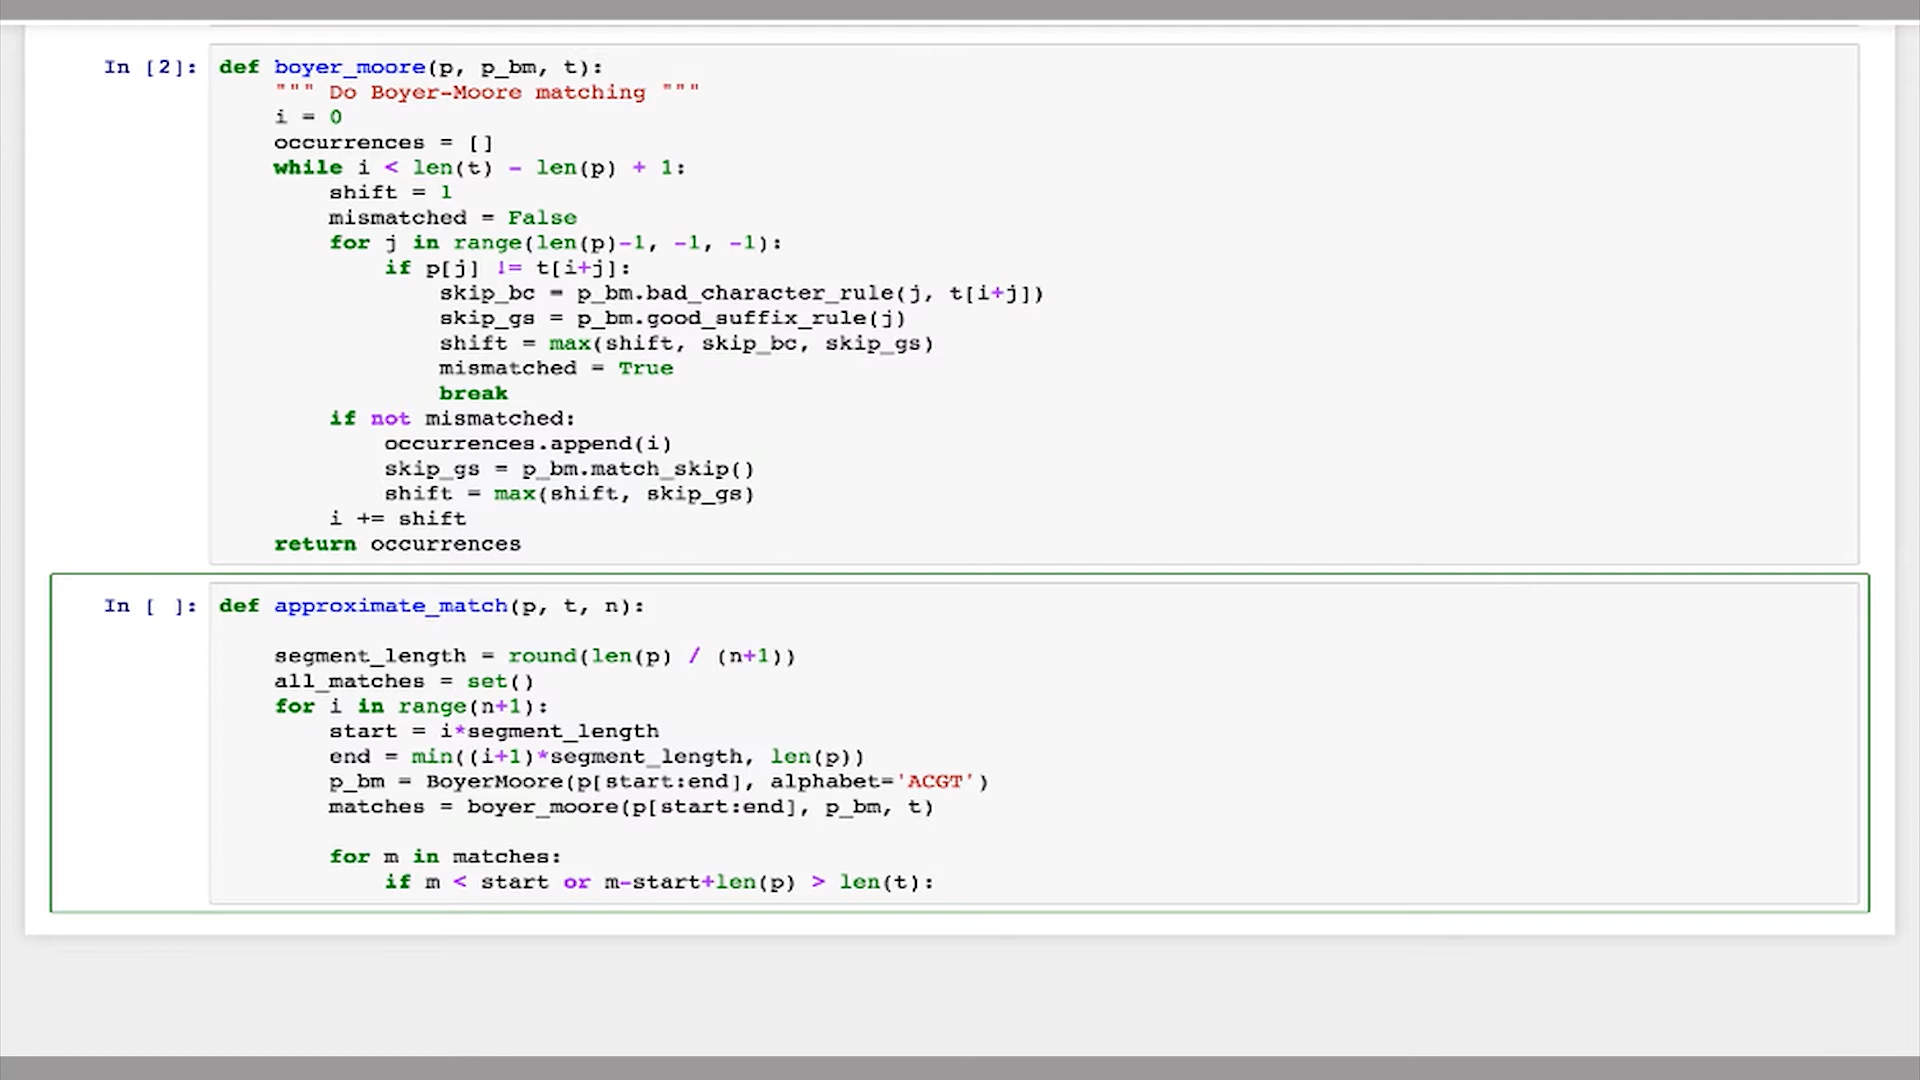 In [2]: def boyer_moore(p, p_bm, t):
""" Do Boyer-Moore matching """
i = 0
occurrences = []
while i < len(t) - len(p) + 1:
shift = 1
mismatched = False
for j in range(len(p)-1, -1, -1):
if p[j] != t[i+j]:
skip_bc = p_bm.bad_character_rule(j, t[i+j])
skip_gs = p_bm.good_suffix_rule(j)
shift = max(shift, skip_bc, skip_gs)
mismatched = True
break
if not mismatched:
occurrences.append(i)
skip_gs = p_bm.match_skip()
shift = max(shift, skip_gs)
i += shift
return occurrences
In [ ]: def approximate_match(p, t, n):
segment_length = round(len(p) / (n+1))
all_matches = set()
for i in range(n+1):
start = i*segment_length
end = min((i+1)*segment_length, len(p))
p_bm = BoyerMoore(p[start:end], alphabet='ACGT')
matches = boyer_moore(p[start:end], p_bm, t)
for m in matches:
if m < start or m-start+len(p) > len(t):